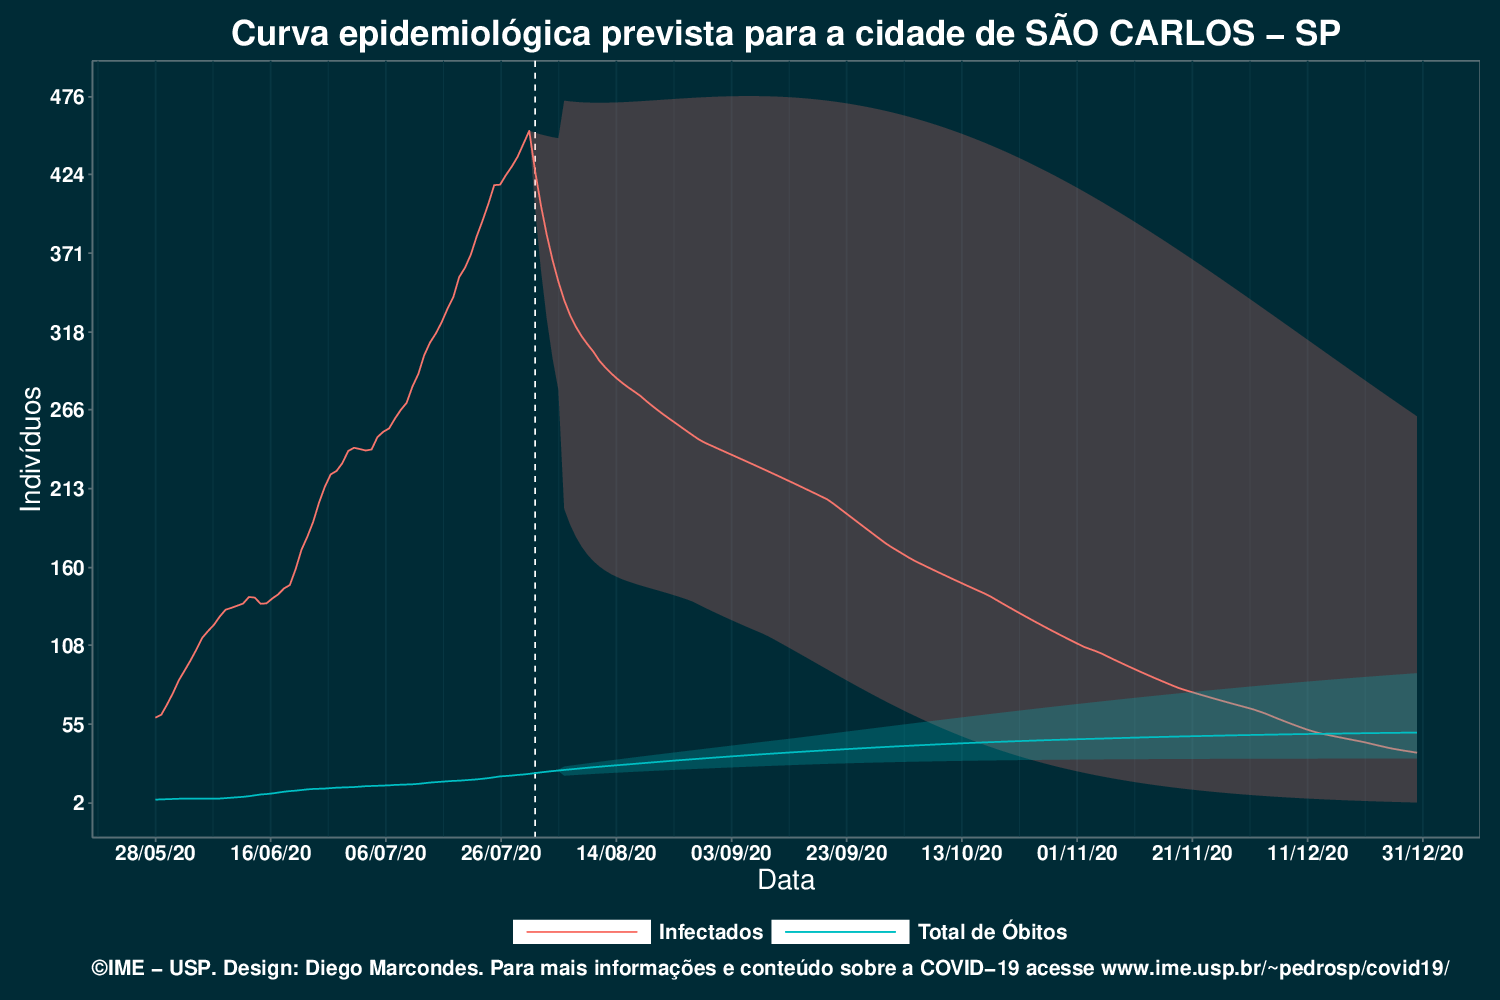 Curva epidemiológica prevista para a cidade de SÃO CARLOS – SP
476
424
371
318
266
213
160
108
55
2
Indivíduos
28/05/20 16/06/20 06/07/20 26/07/20 14/08/20 03/09/20 23/09/20 13/10/20 01/11/20 21/11/20 11/12/20 31/12/20
Data
Infectados Total de Óbitos
©IME – USP. Design: Diego Marcondes. Para mais informações e conteúdo sobre a COVID–19 acesse www.ime.usp.br/~pedrosp/covid19/